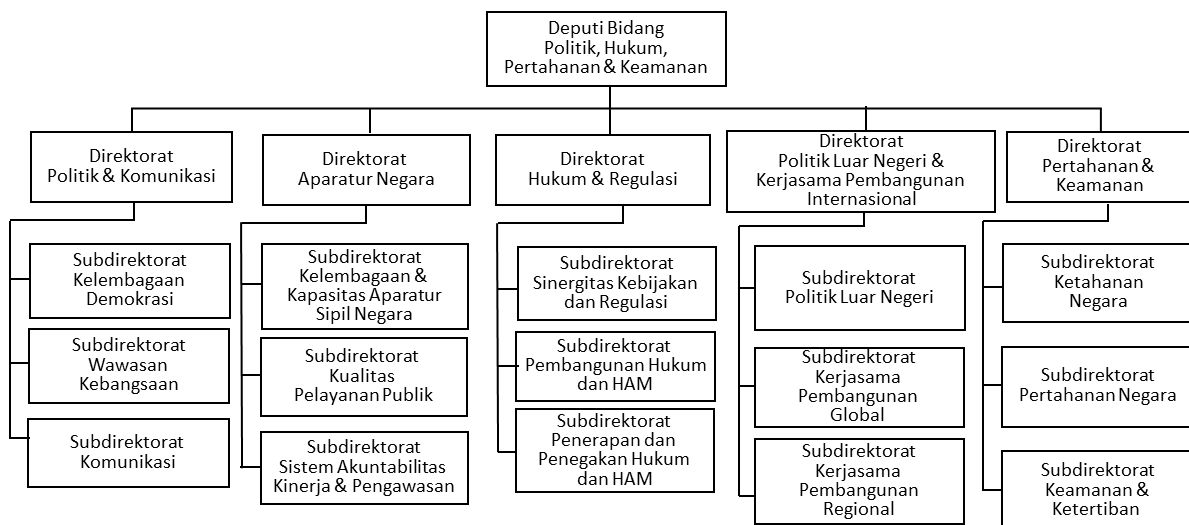 Deputi Bidang
Politik, Hukum,
Pertahanan & Keamanan
Direktorat
Politik & Komunikasi
Direktorat
Aparatur Negara
Direktorat
Hukum & Regulasi
Direktorat
Politik Luar Negeri &
Kerjasama Pembangunan
Internasional
Direktorat
Pertahanan &
Keamanan
Subdirektorat
Kelembagaan
Demokrasi
Subdirektorat
Wawasan
Kebangsaan
Subdirektorat
Komunikasi
Subdirektorat
Kelembagaan &
Kapasitas Aparatur
Sipil Negara
Subdirektorat
Kualitas
Pelayanan Publik
Subdirektorat
Sistem Akuntabilitas
Kinerja & Pengawasan
Subdirektorat
Sinergitas Kebijakan
dan Regulasi
Subdirektorat
Pembangunan Hukum
dan HAM
Subdirektorat
Penerapan dan
Penegakan Hukum
dan HAM
Subdirektorat
Politik Luar Negeri
Subdirektorat
Kerjasama
Pembangunan
Global
Subdirektorat
Kerjasama
Pembangunan
Regional
Subdirektorat
Ketahanan
Negara
Subdirektorat
Pertahanan Negara
Subdirektorat
Keamanan &
Ketertiban